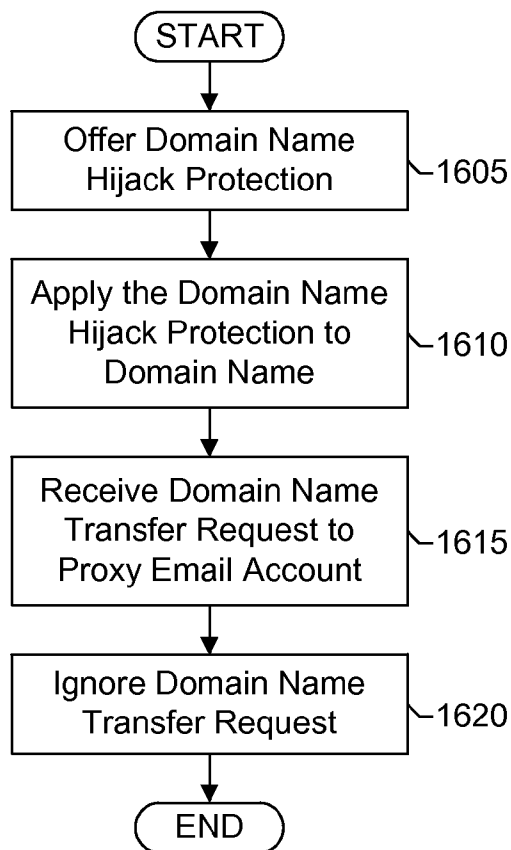 START
Offer Domain Name
Hijack Protection
1605
Apply the Domain Name
Hijack Protection to
Domain Name
1610
Receive Domain Name
Transfer Request to
Proxy Email Account
1615
Ignore Domain Name
Transfer Request
1620
END